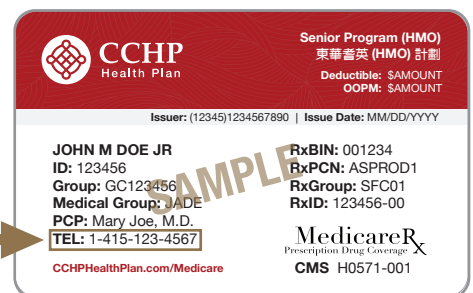 CCHP
Health Plan
Senior Program (HMO)
東華耆英 (HMO) 計劃
Deductible: $AMOUNT
OOPM: $AMOUNT
Issuer: (12345)1234567890 | Issue Date: MM/DD/YYYY
JOHN M DOE JR
ID: 123456
Group: GC123456
Medical Group: JADE
PCP: Mary Joe, M.D.
TEL: 1-415-123-4567
CCHPHealthPlan.com/Medicare
SAMPLE
RxBIN: 001234
RxPCN: ASPROD1
RxGroup: SFC01
RxID: 123456-00
MedicareRx
Prescription Drug Coverage
CMS H0571-001